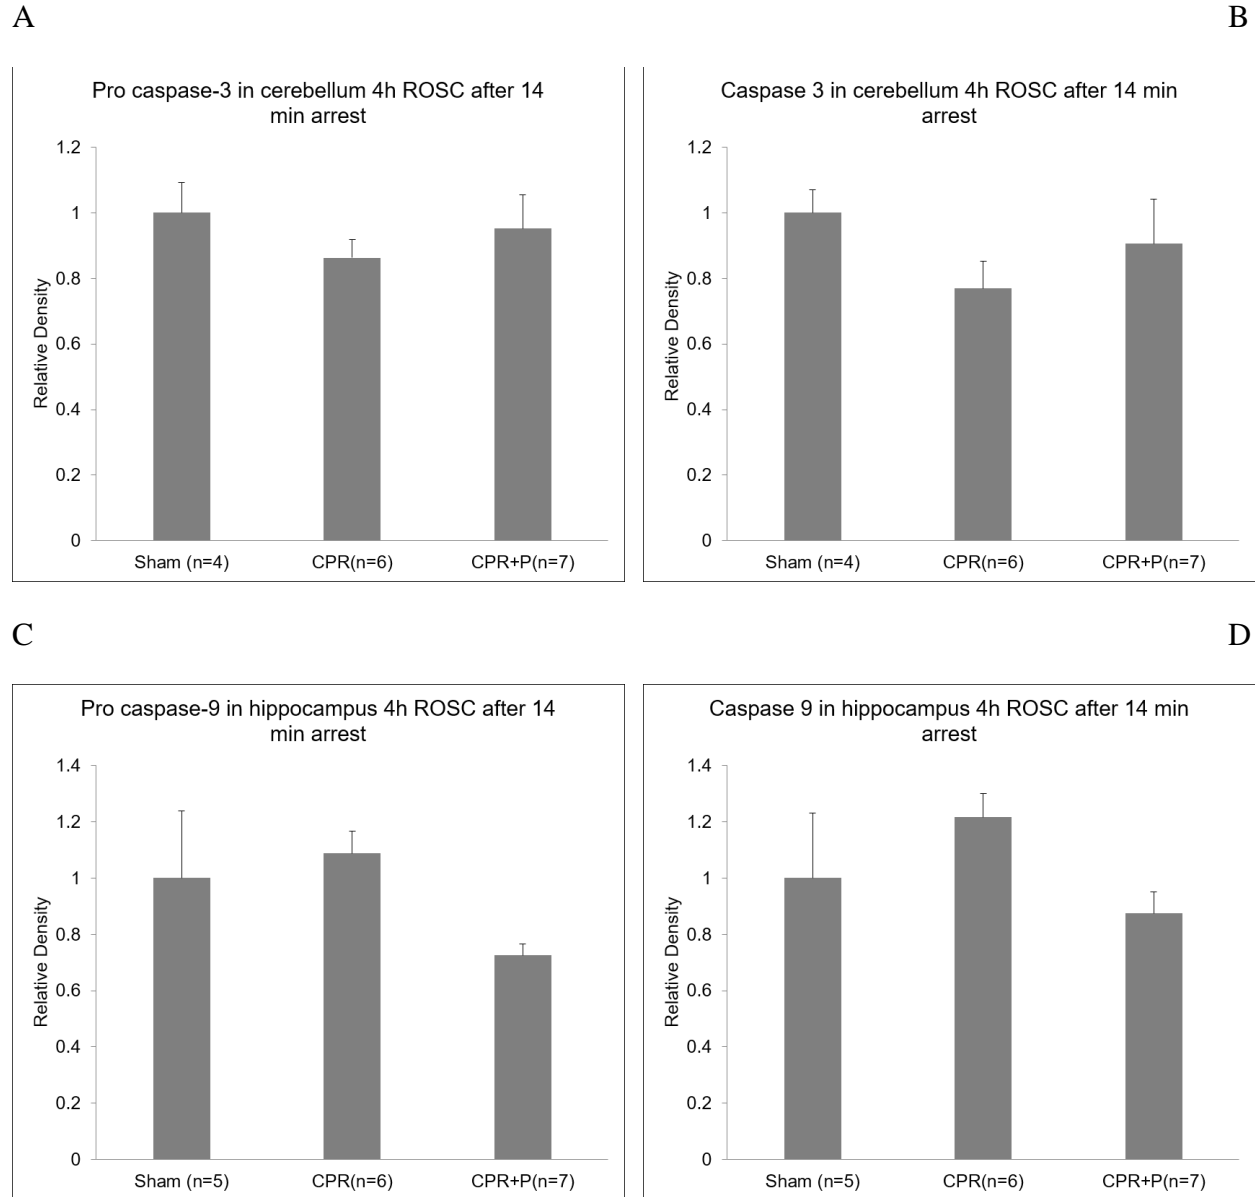 A
B
Pro caspase-3 in cerebellum 4h ROSC after 14
min arrest
1.2
1
0.8
0.6
0.4
0.2
0
Relative Density
Sham (n=4)
CPR(n=6)
CPR+P(n=7)
Caspase 3 in cerebellum 4h ROSC after 14 min
arrest
1.2
1
0.8
0.6
0.4
0.2
0
Relative Density
Sham (n=4)
CPR(n=6)
CPR+P(n=7)
C
D
Pro caspase-9 in hippocampus 4h ROSC after 14
min arrest
1.4
1.2
1
0.8
0.6
0.4
0.2
0
Relative Density
Sham (n=5)
CPR(n=6)
CPR+P(n=7)
Caspase 9 in hippocampus 4h ROSC after 14 min
arrest
1.4
1.2
1
0.8
0.6
0.4
0.2
0
Relative Density
Sham (n=5)
CPR(n=6)
CPR+P(n=7)